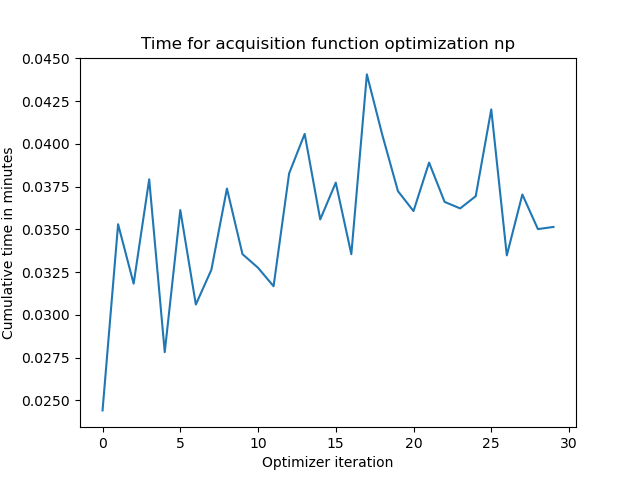 Time for acquisition function optimization np
Cumulative time in minutes
0.0450
0.0425
0.0400
0.0375
0.0350
0.0325
0.0300
0.0275
0.0250
0 5 10 15 20 25 30
Optimizer iteration